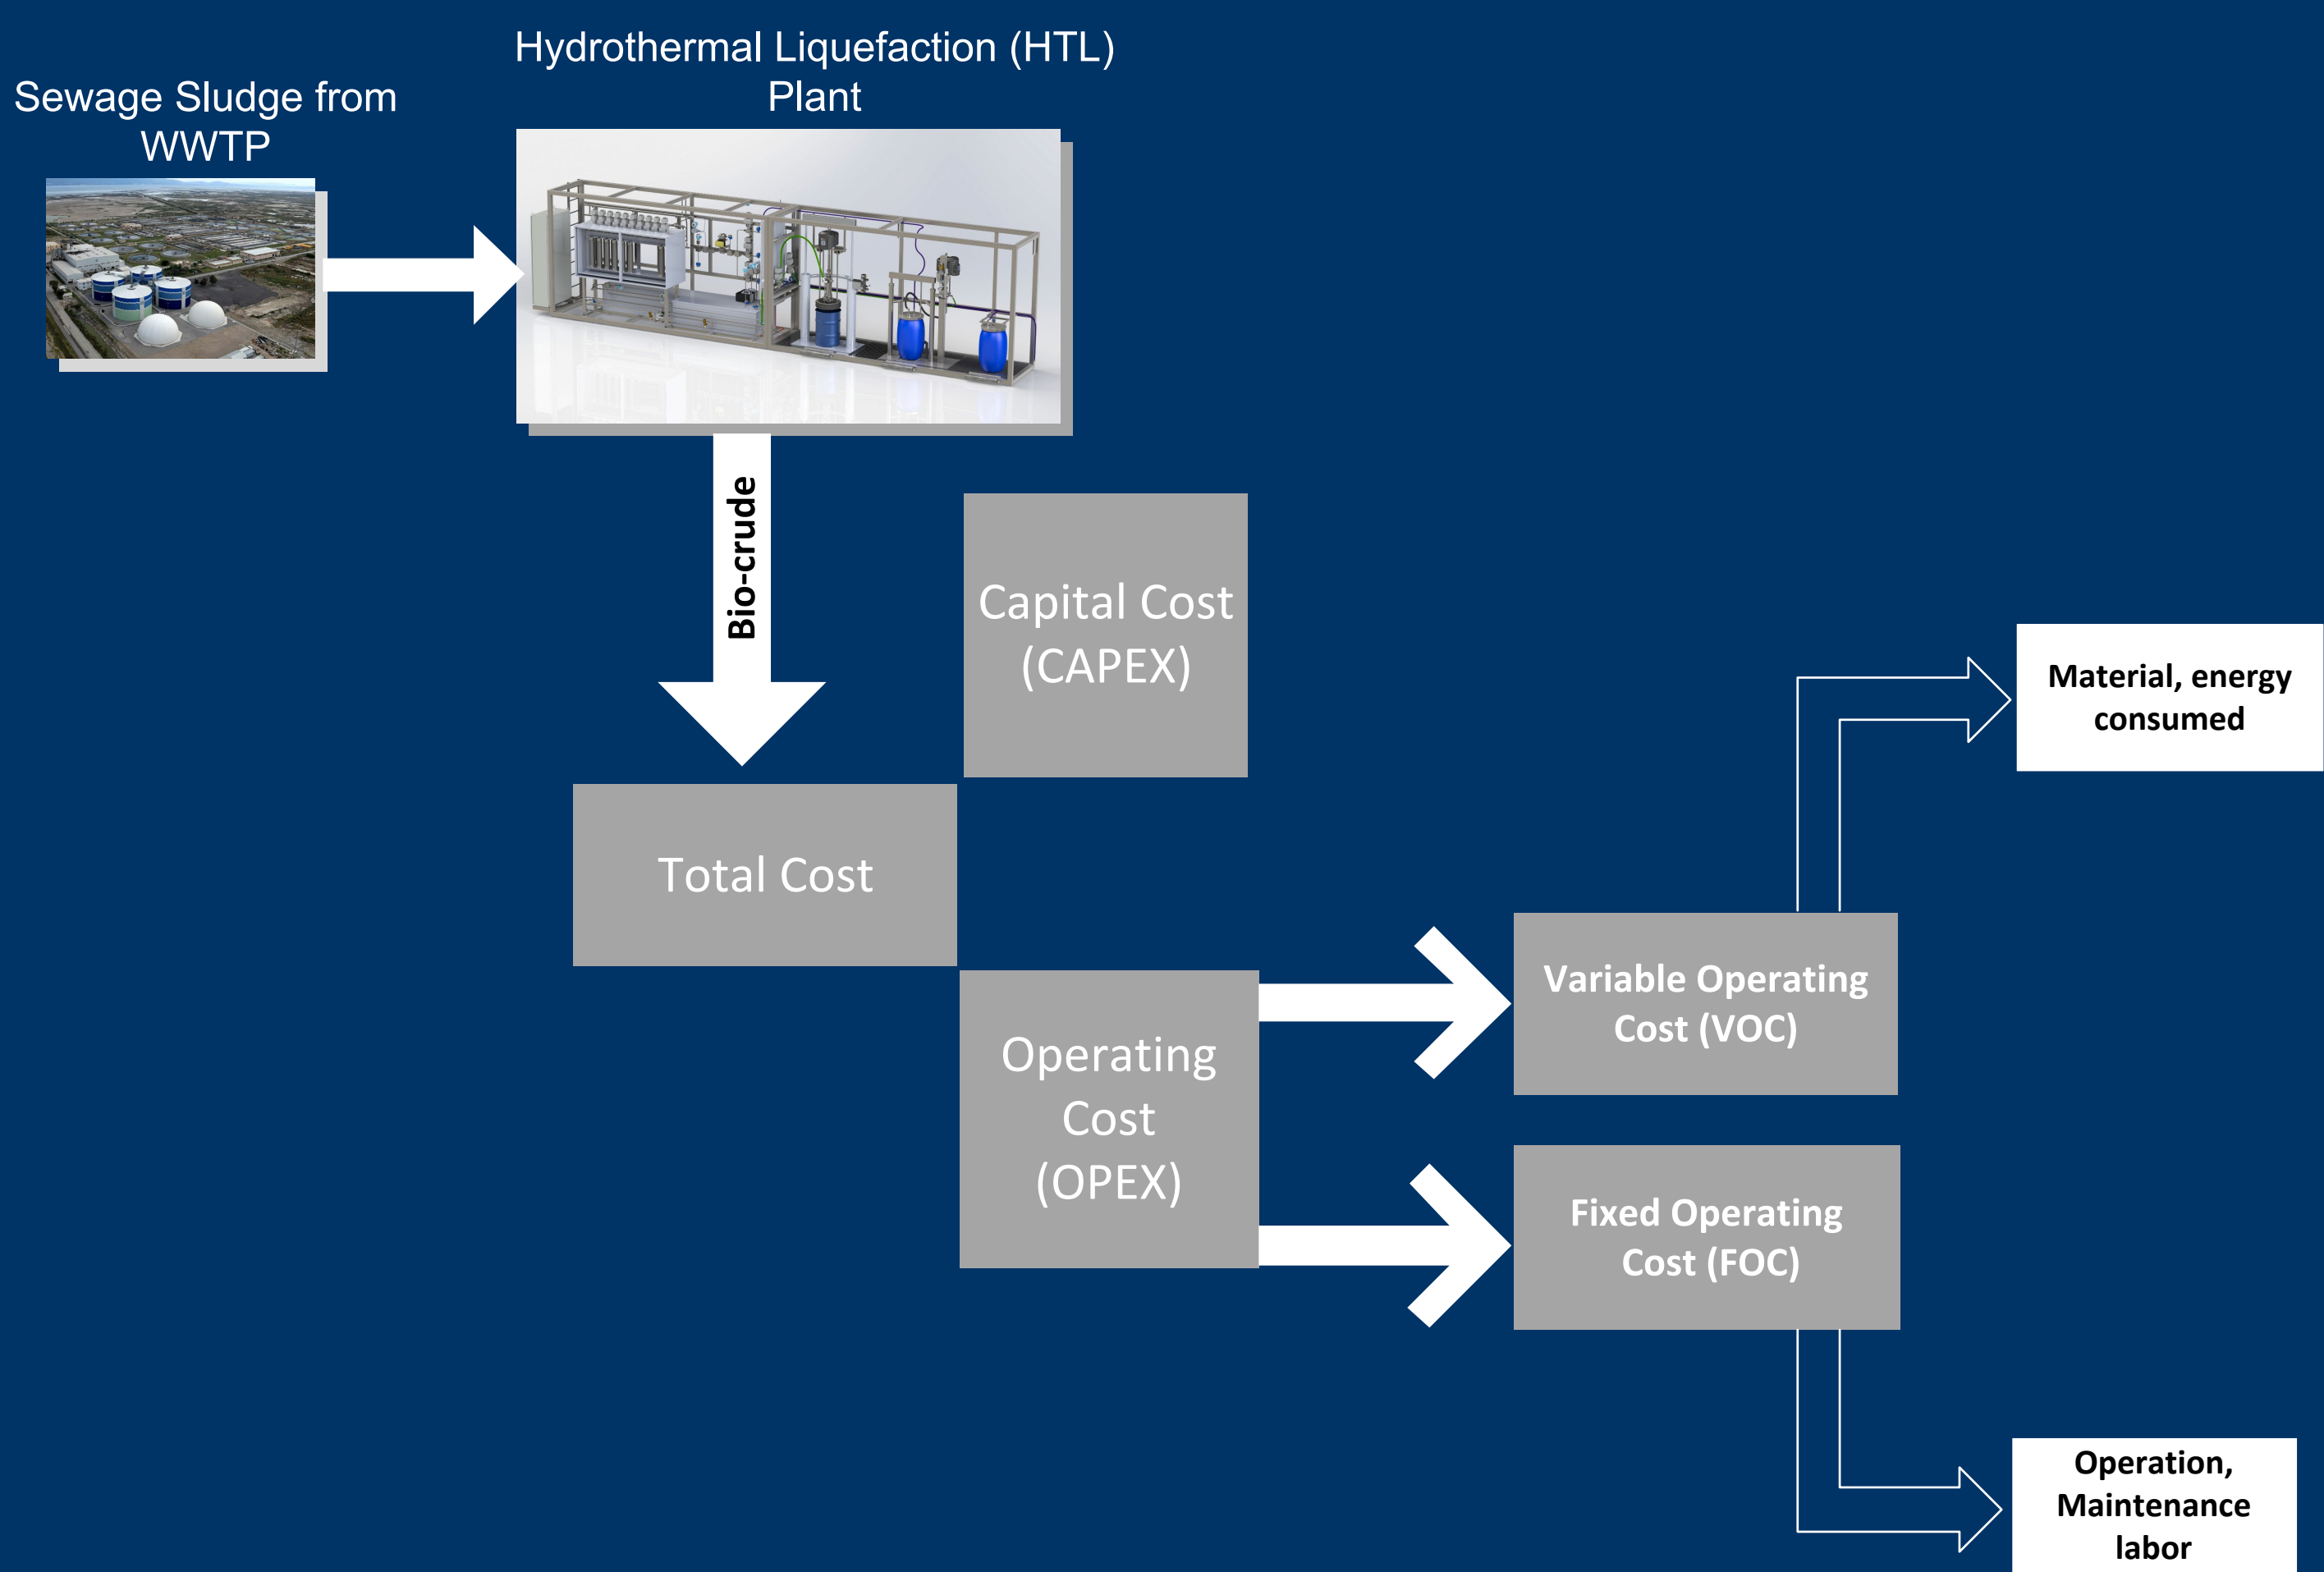 Hydrothermal Liquefaction (HTL)
Plant
Sewage Sludge from
WWTP
Bio-crude
Capital Cost
(CAPEX)
Material, energy
consumed
Total Cost
Variable Operating
Cost (VOC)
Operating
Cost
(OPEX)
Fixed Operating
Cost (FOC)
Operation,
Maintenance
labor